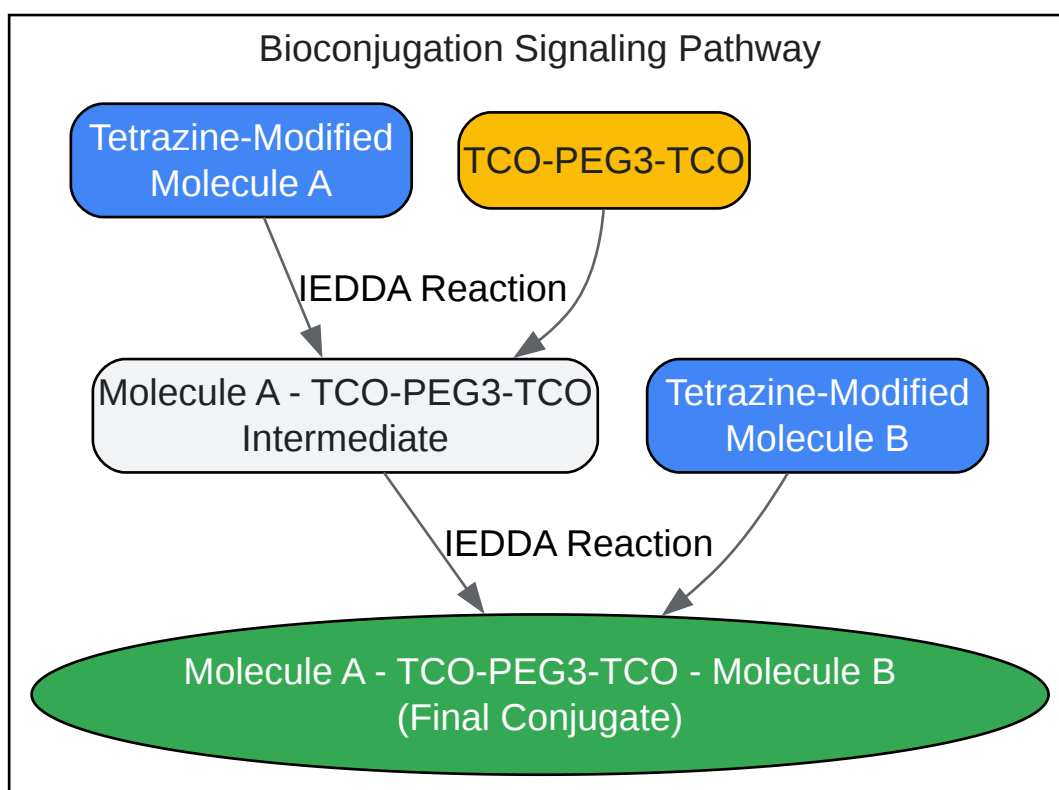 Bioconjugation Signaling Pathway
Tetrazine-Modified
Molecule A
TCO-PEG3-TCO
IEDDA Reaction
Molecule A - TCO-PEG3-TCO
Intermediate
Tetrazine-Modified
Molecule B
IEDDA Reaction
Molecule A - TCO-PEG3-TCO - Molecule B
(Final Conjugate)